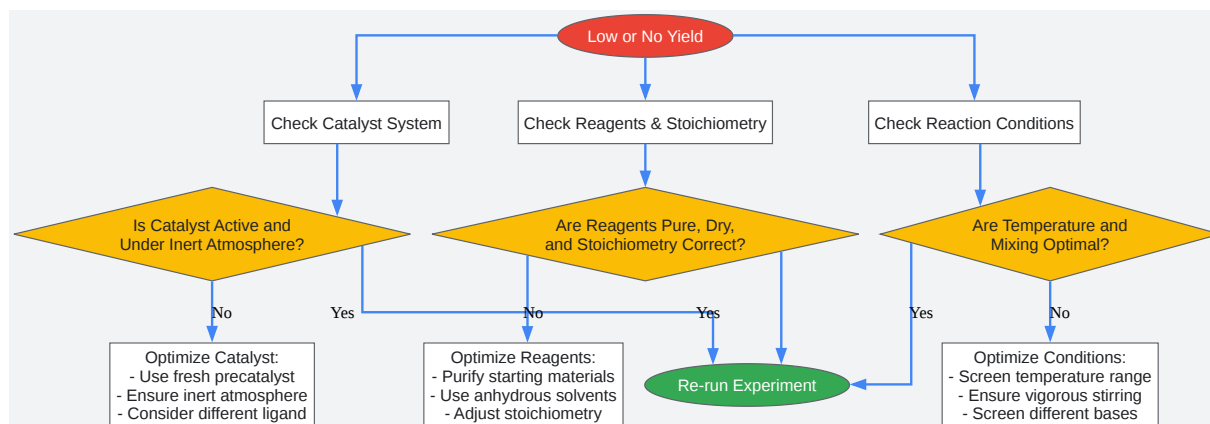 Low or No Yield
Check Catalyst System
Check Reagents & Stoichiometry
Check Reaction Conditions
Is Catalyst Active and
Under Inert Atmosphere?
Are Reagents Pure, Dry,
and Stoichiometry Correct?
Are Temperature and
Mixing Optimal?
No
Yes
No
Yes
Yes
No
Optimize Catalyst:
- Use fresh precatalyst
- Ensure inert atmosphere
- Consider different ligand
Optimize Reagents:
- Purify starting materials
- Use anhydrous solvents
- Adjust stoichiometry
Re-run Experiment
Optimize Conditions:
- Screen temperature range
- Ensure vigorous stirring
- Screen different bases